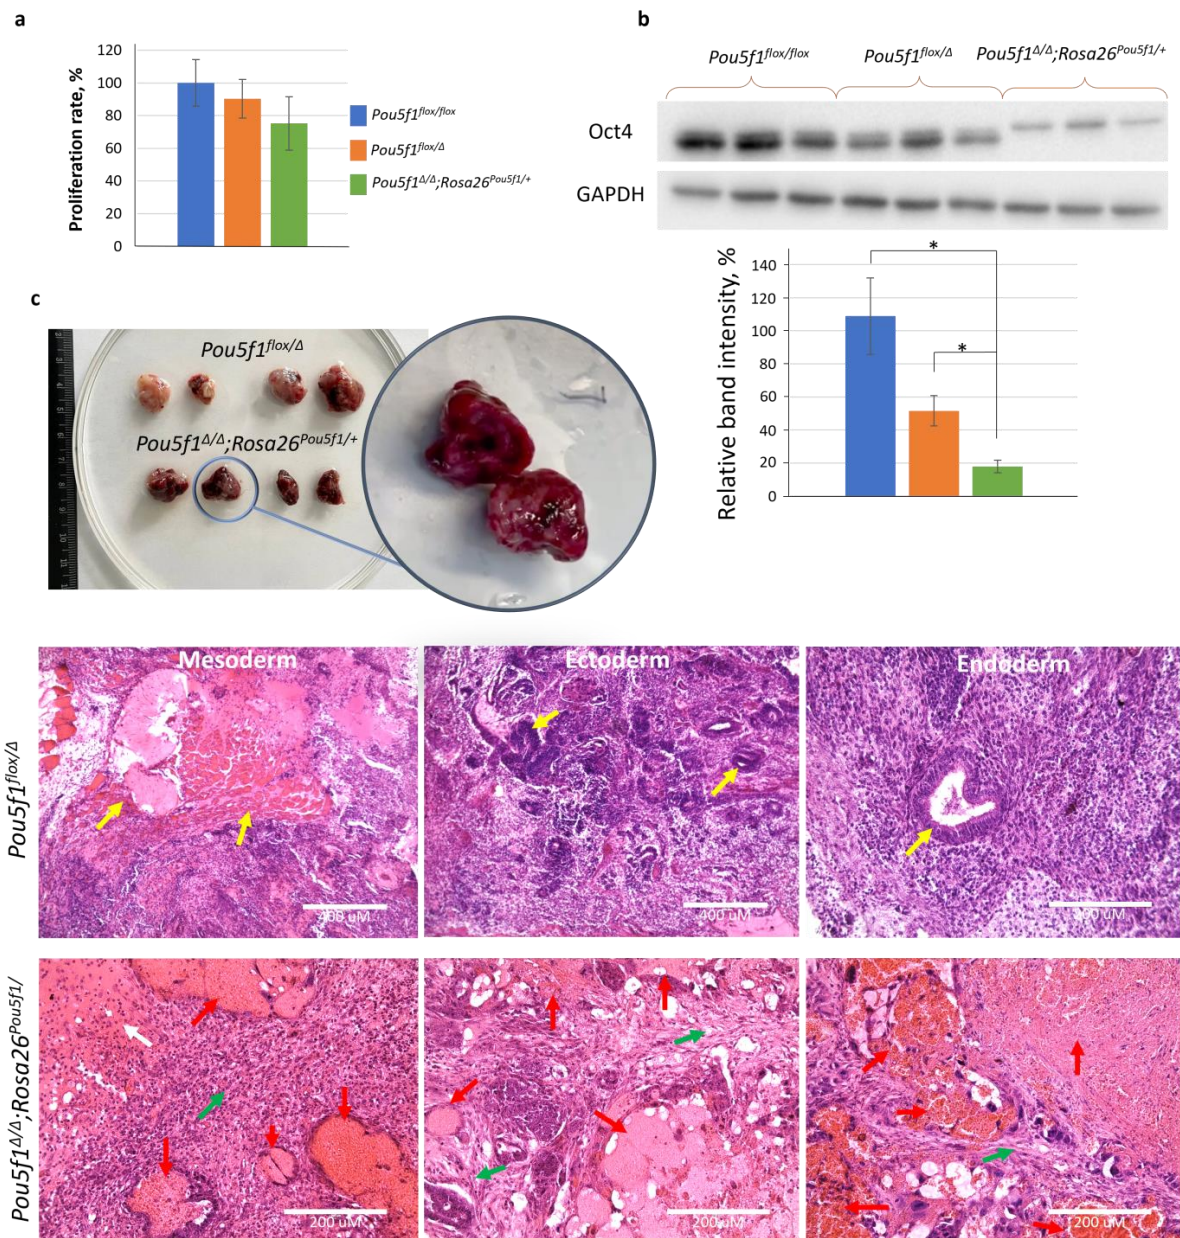 a
120
100
80
60
40
20
0
Proliferation rate, %
Pou5f1flox/flox
Pou5f1flox/Δ
Pou5f1Δ/Δ;Rosa26Pou5f1/+
b
Pou5f1flox/flox
Pou5f1flox/Δ
Pou5f1Δ/Δ;Rosa26Pou5f1/+
Oct4
GAPDH
Relative band intensity, %
140
120
100
80
60
40
20
0
*
*
c
Pou5f1flox/Δ
Pou5f1Δ/Δ;Rosa26Pou5f1/+
Mesoderm
Ectoderm
Endoderm
Pou5f1flox/Δ
400 uM
400 uM
200 uM
Pou5f1Δ/Δ;Rosa26Pou5f1/
200 uM
200 uM
200 uM